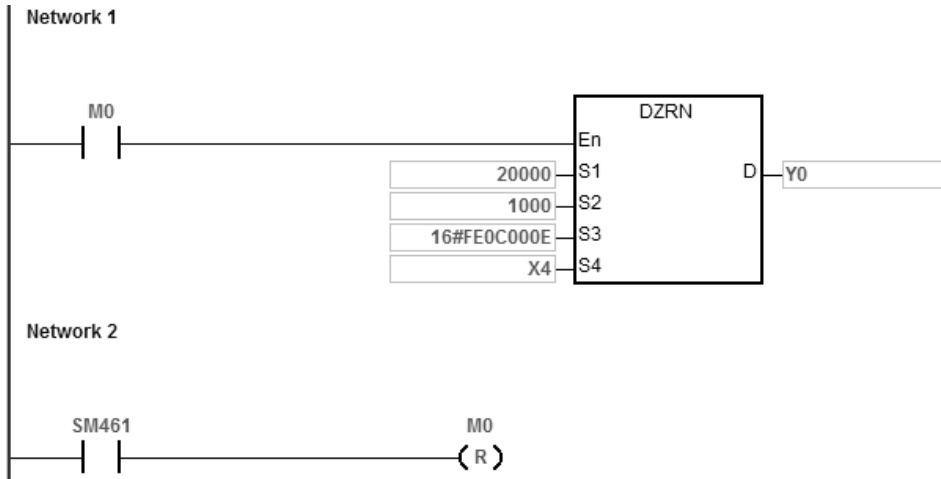 Network 1
M0
DZRN
En
20000 S1 D Y0
1000 S2
16#FE0C000E S3
X4 S4
Network 2
SM461 M0
R